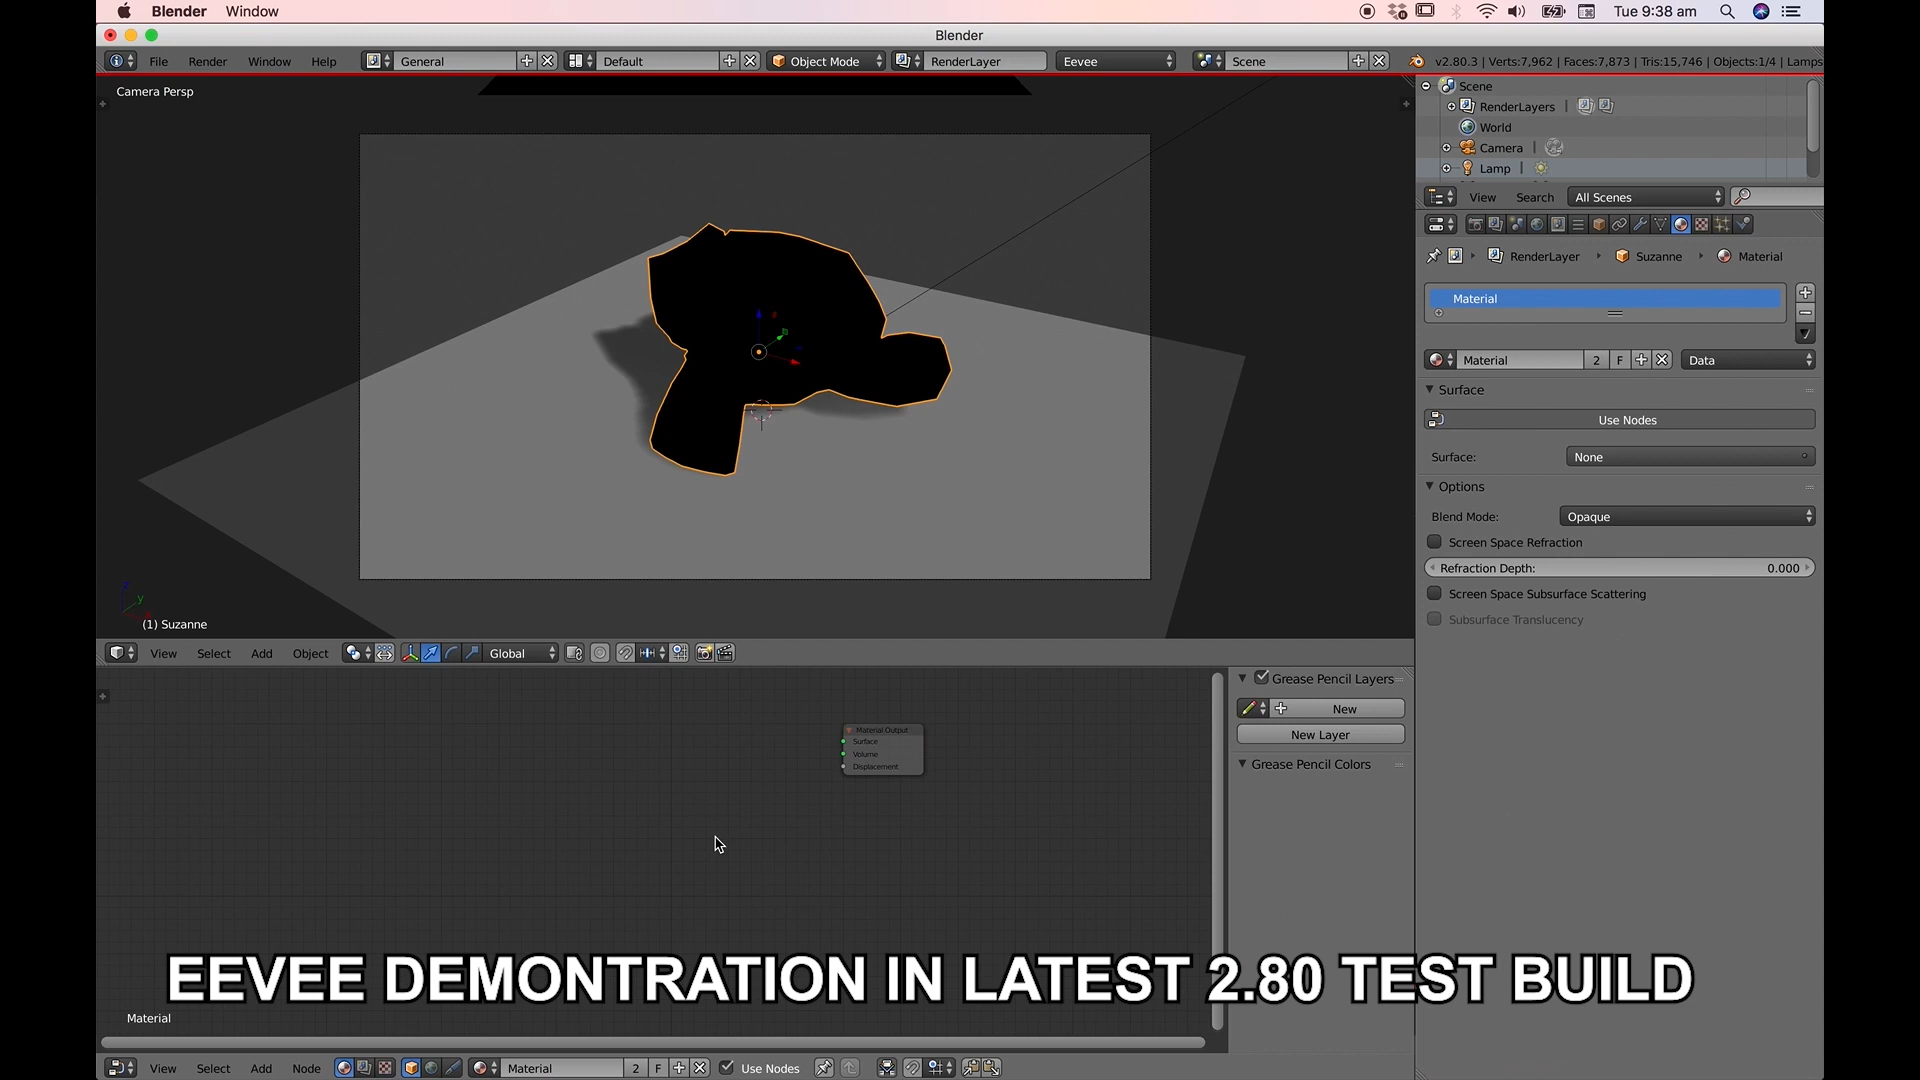 Blender Window Tue 9:38 am
Blender
File Render Window Help General Default Object Mode RenderLayer Eevee Scene v2.80.3 | Verts:7,962 | Faces:7,873 | Tris:15,746 | Objects:1/4 | Lamps
Camera Persp
Scene
RenderLayers
World
Camera
Lamp
View Search All Scenes
RenderLayer Suzanne Material
Material
Material 2 F Data
Surface
Use Nodes
Surface: None
Options
Blend Mode: Opaque
Screen Space Refraction
Refraction Depth: 0.000
Screen Space Subsurface Scattering
Subsurface Translucency
z
y
(1) Suzanne
View Select Add Object Global
Grease Pencil Layers
New
New Layer
Grease Pencil Colors
Material Output
Surface
Volume
Displacement
EEVEE DEMONTRATION IN LATEST 2.80 TEST BUILD
Material
View Select Add Node Material 2 F Use Nodes